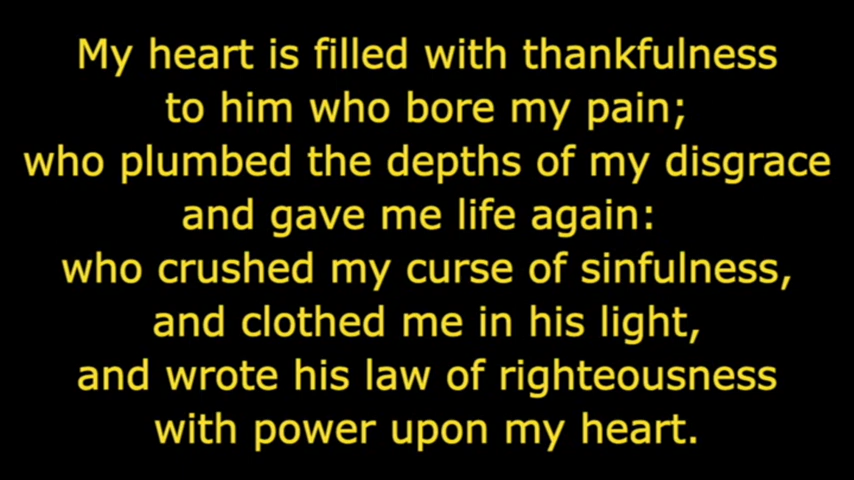 My heart is filled with thankfulness
to him who bore my pain;
who plumbed the depths of my disgrace
and gave me life again:
who crushed my curse of sinfulness,
and clothed me in his light,
and wrote his law of righteousness
with power upon my heart.